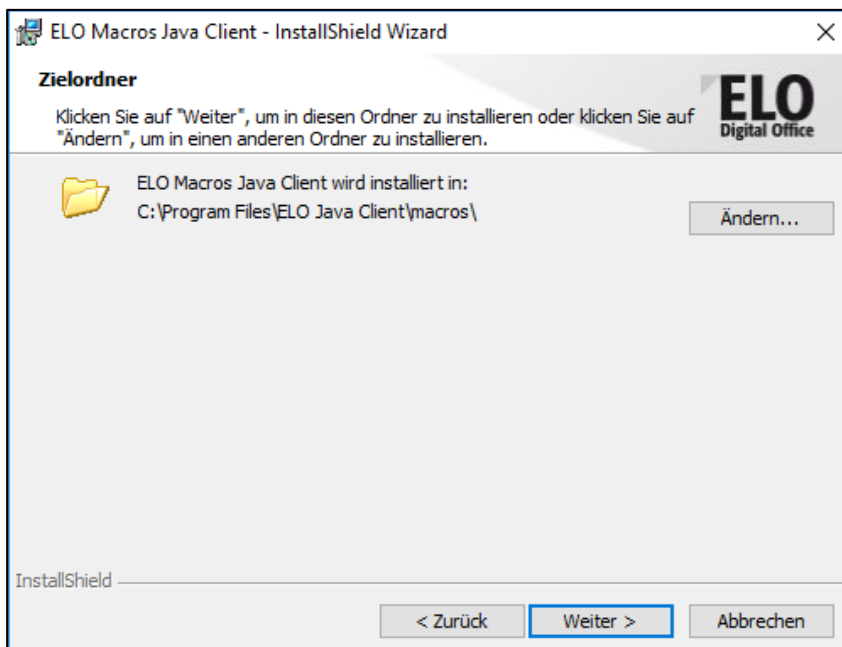 ELO Macros Java Client - InstallShield Wizard
Zielordner
Klicken Sie auf "Weiter", um in diesen Ordner zu installieren oder klicken Sie auf
"Ändern", um in einen anderen Ordner zu installieren.
ELO
Digital Office
ELO Macros Java Client wird installiert in:
C:\Program Files\ELO Java Client\macros\
Ändern...
InstallShield
< Zurück
Weiter >
Abbrechen